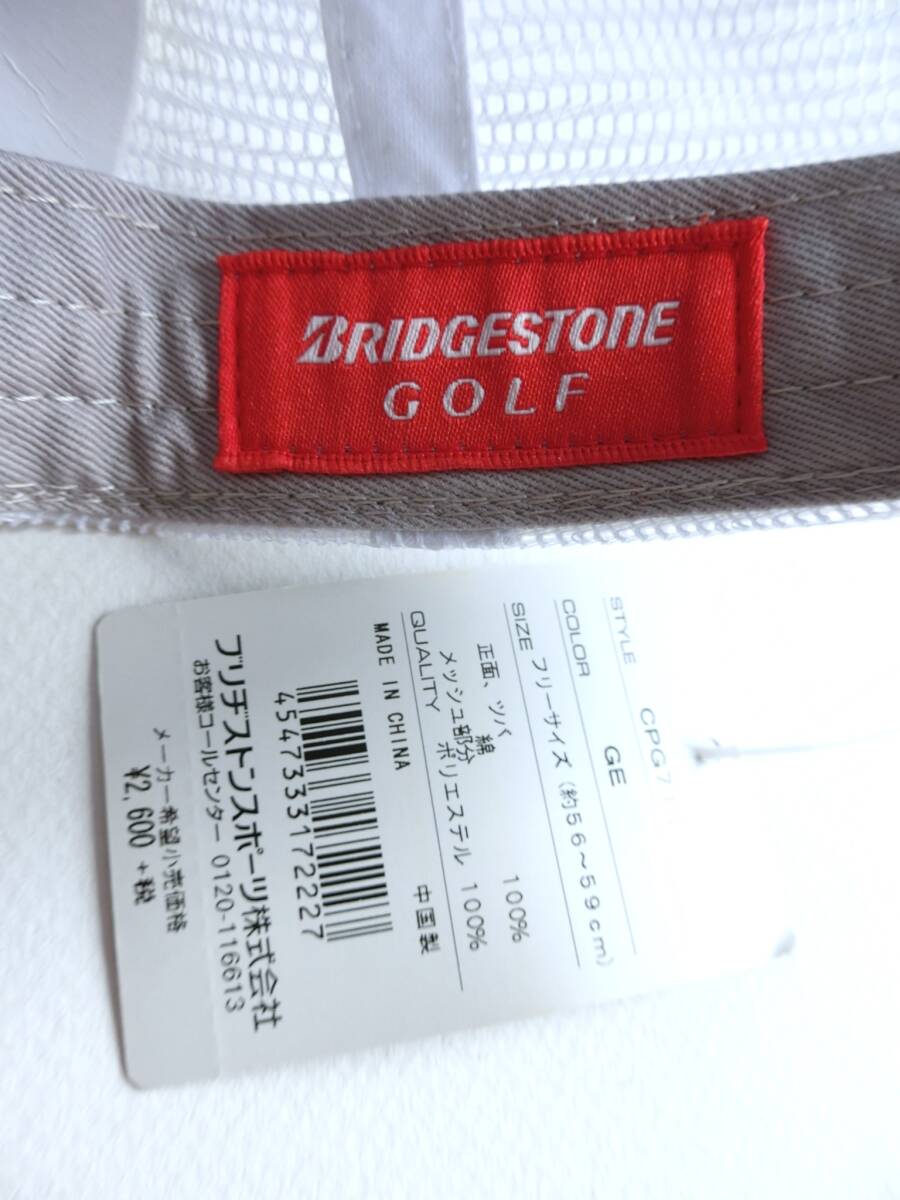 BRIDGESTONE
GOLF
STYLE CPG7
COLOR GE
SIZE フリーサイズ (約56～59cm)
正面、ツバ
綿 100%
メッシュ部分
ポリエステル 100%
QUALITY
MADE IN CHINA 中国製
4547333172227
ブリヂストンスポーツ株式会社
お客様コールセンター 0120-116613
メーカー希望小売価格
¥2,600 +税